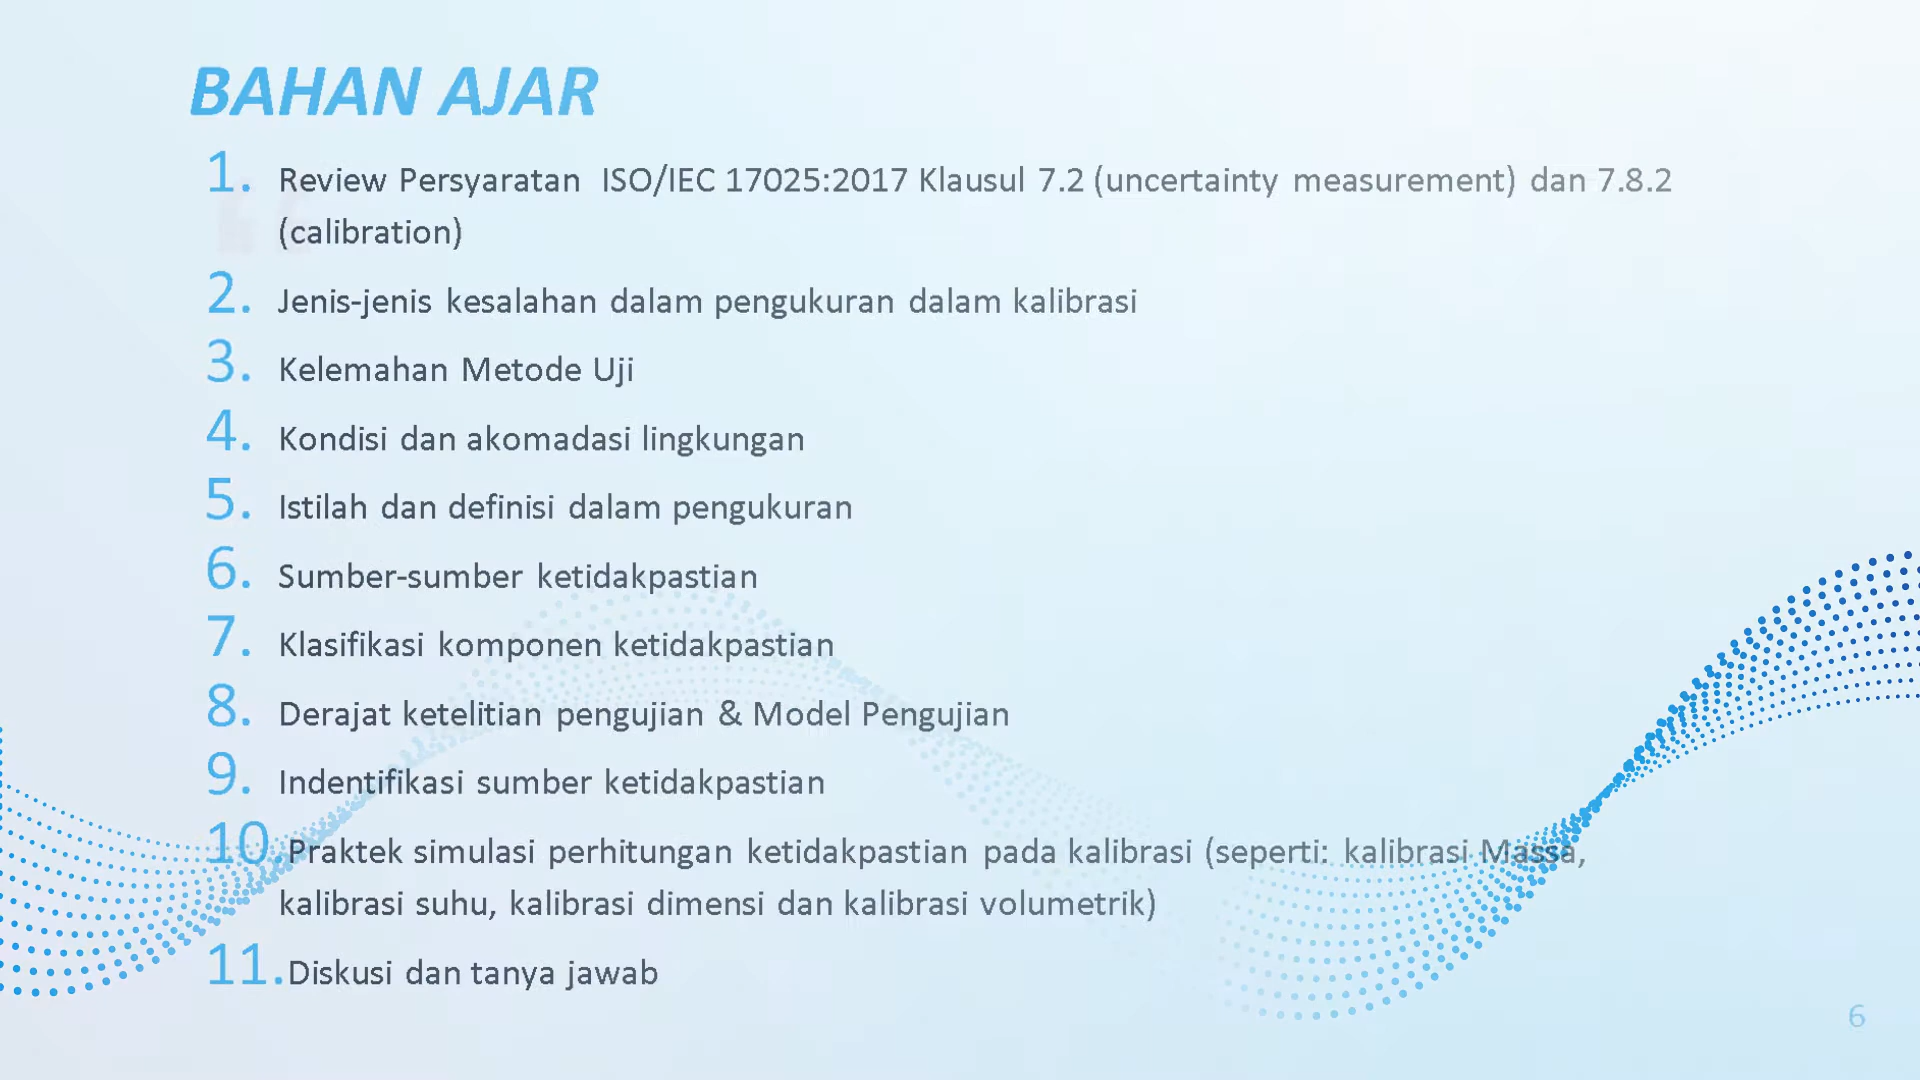 BAHAN AJAR
1. Review Persyaratan ISO/IEC 17025:2017 Klausul 7.2 (uncertainty measurement) dan 7.8.2
(calibration)
2. Jenis-jenis kesalahan dalam pengukuran dalam kalibrasi
3. Kelemahan Metode Uji
4. Kondisi dan akomadasi lingkungan
5. Istilah dan definisi dalam pengukuran
6. Sumber-sumber ketidakpastian
7. Klasifikasi komponen ketidakpastian
8. Derajat ketelitian pengujian & Model Pengujian
9. Indentifikasi sumber ketidakpastian
10. Praktek simulasi perhitungan ketidakpastian pada kalibrasi (seperti: kalibrasi Massa,
kalibrasi suhu, kalibrasi dimensi dan kalibrasi volumetrik)
11. Diskusi dan tanya jawab
6